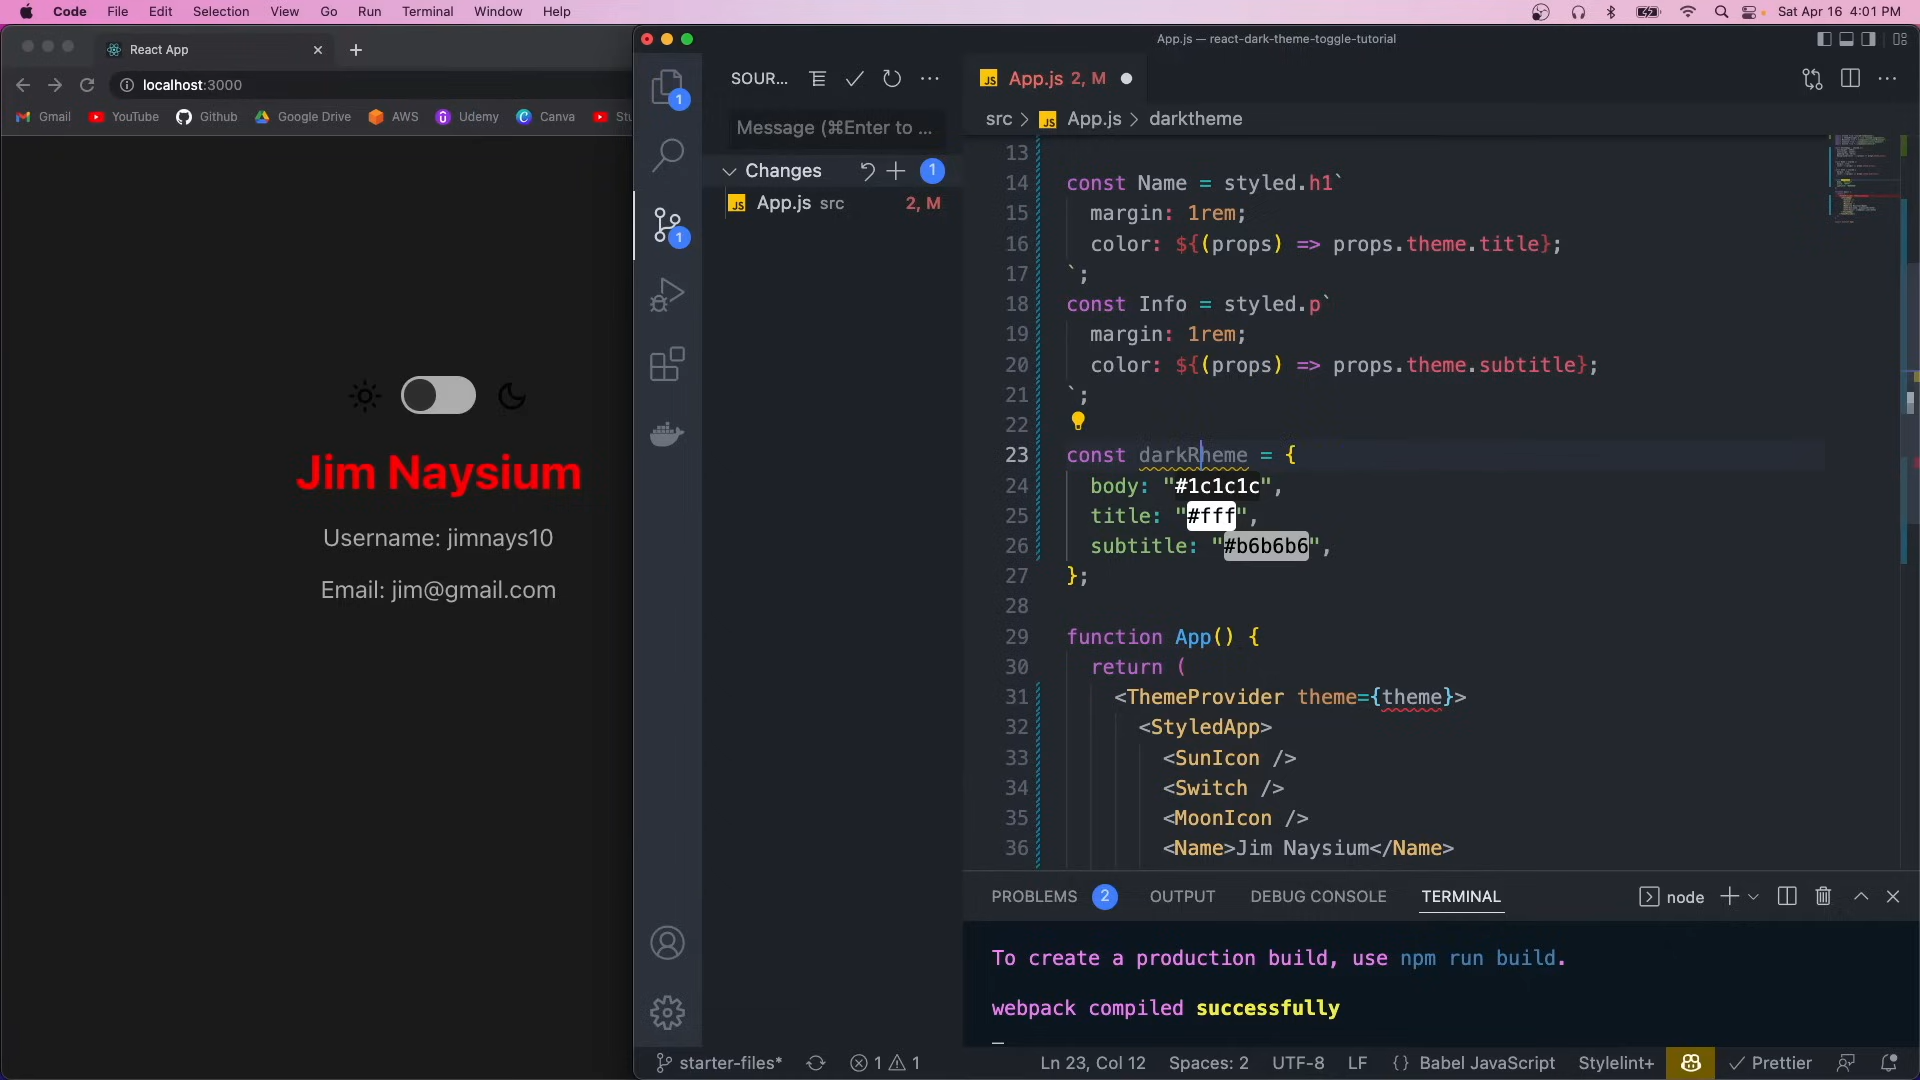 Code File Edit Selection View Go Run Terminal Window Help Sat Apr 16 4:01 PM
React App
localhost:3000
Gmail YouTube Github Google Drive AWS Udemy Canva Stu
Jim Naysium
Username: jimnays10
Email: jim@gmail.com
App.js — react-dark-theme-toggle-tutorial
SOUR...
Message (⌘Enter to ...
Changes 1
JS App.js src 2, M
1
1
JS App.js 2, M
src > JS App.js > darktheme
13
14 const Name = styled.h1`
15 margin: 1rem;
16 color: ${(props) => props.theme.title};
17 `;
18 const Info = styled.p`
19 margin: 1rem;
20 color: ${(props) => props.theme.subtitle};
21 `;
22
23 const darkRheme = {
24 body: "#1c1c1c",
25 title: "#fff",
26 subtitle: "#b6b6b6",
27 };
28
29 function App() {
30 return (
31 <ThemeProvider theme={theme}>
32 <StyledApp>
33 <SunIcon />
34 <Switch />
35 <MoonIcon />
36 <Name>Jim Naysium</Name>
PROBLEMS 2 OUTPUT DEBUG CONSOLE TERMINAL node
To create a production build, use npm run build.
webpack compiled successfully
starter-files* 1 1 Ln 23, Col 12 Spaces: 2 UTF-8 LF {} Babel JavaScript Stylelint+ Prettier